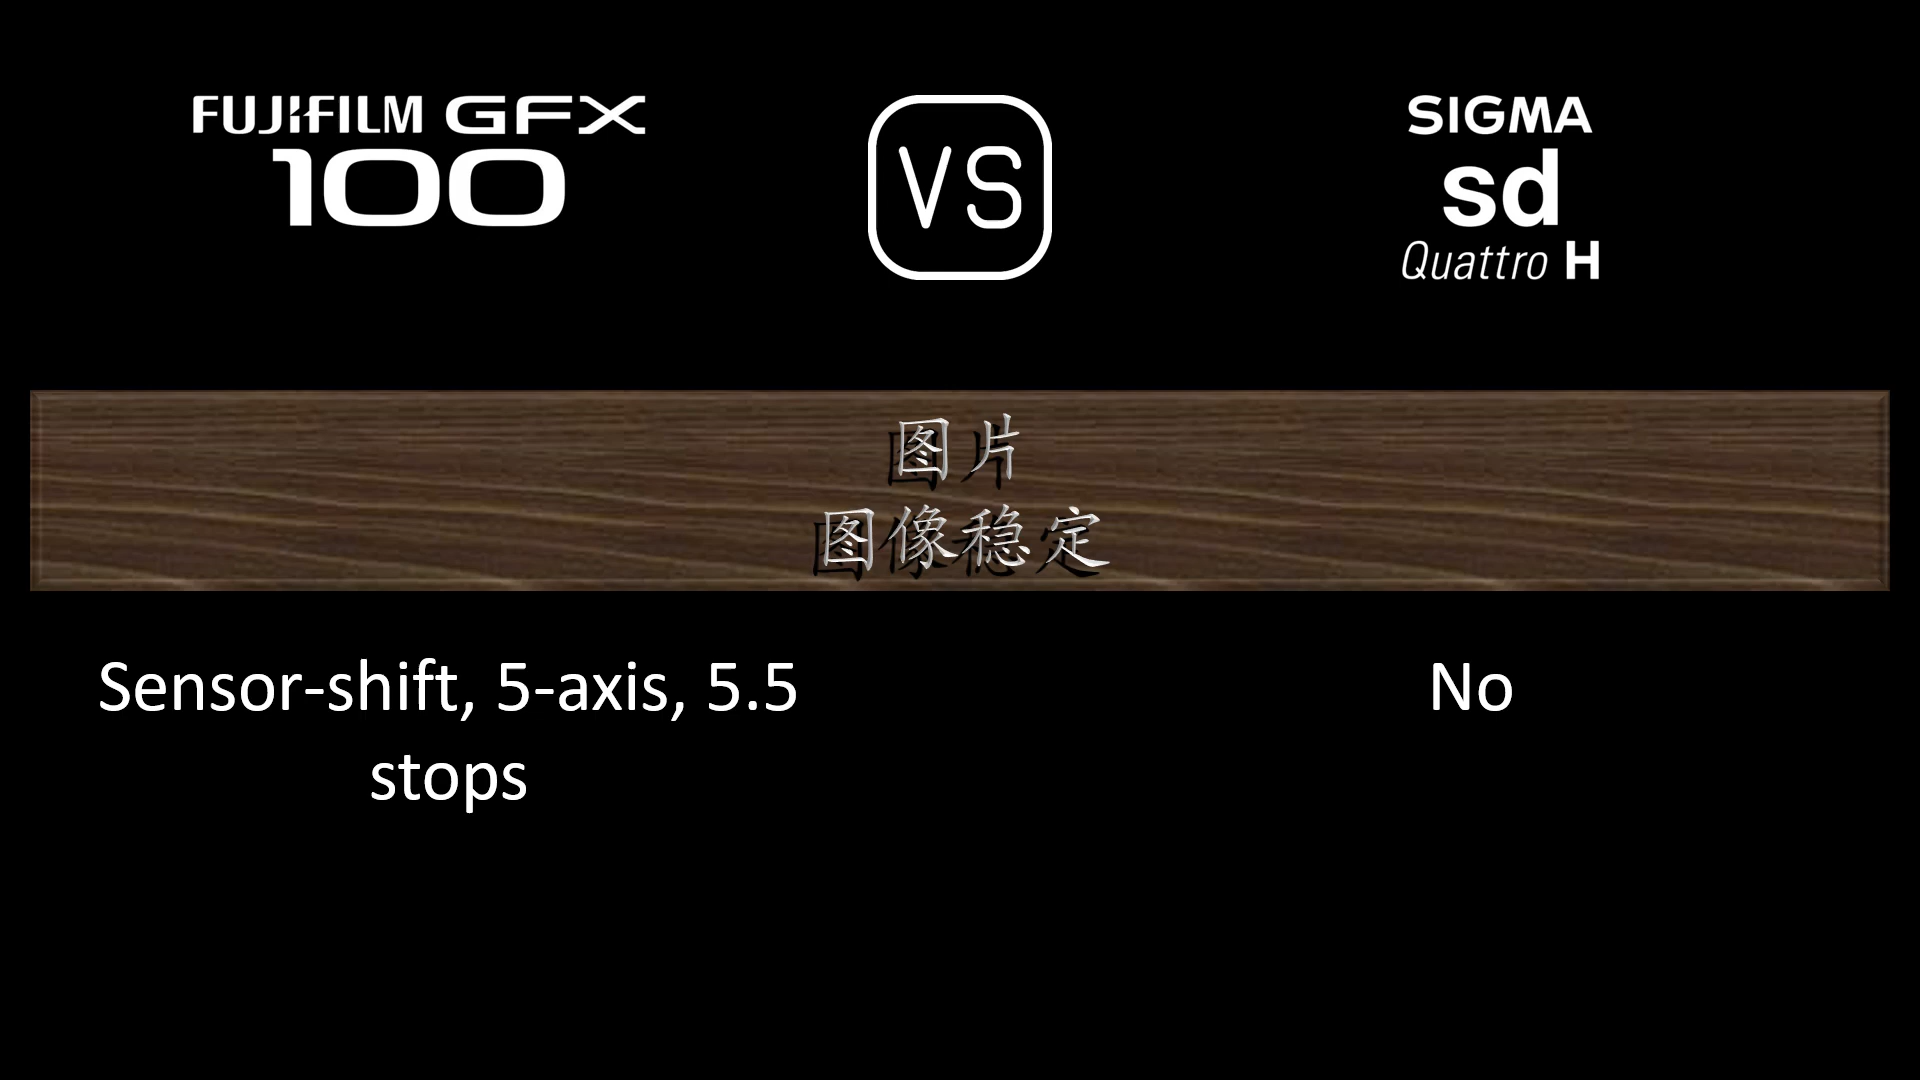 FUJIFILM GFX
100
VS
SIGMA
sd
Quattro H
图片
图像稳定
Sensor-shift, 5-axis, 5.5
stops
No